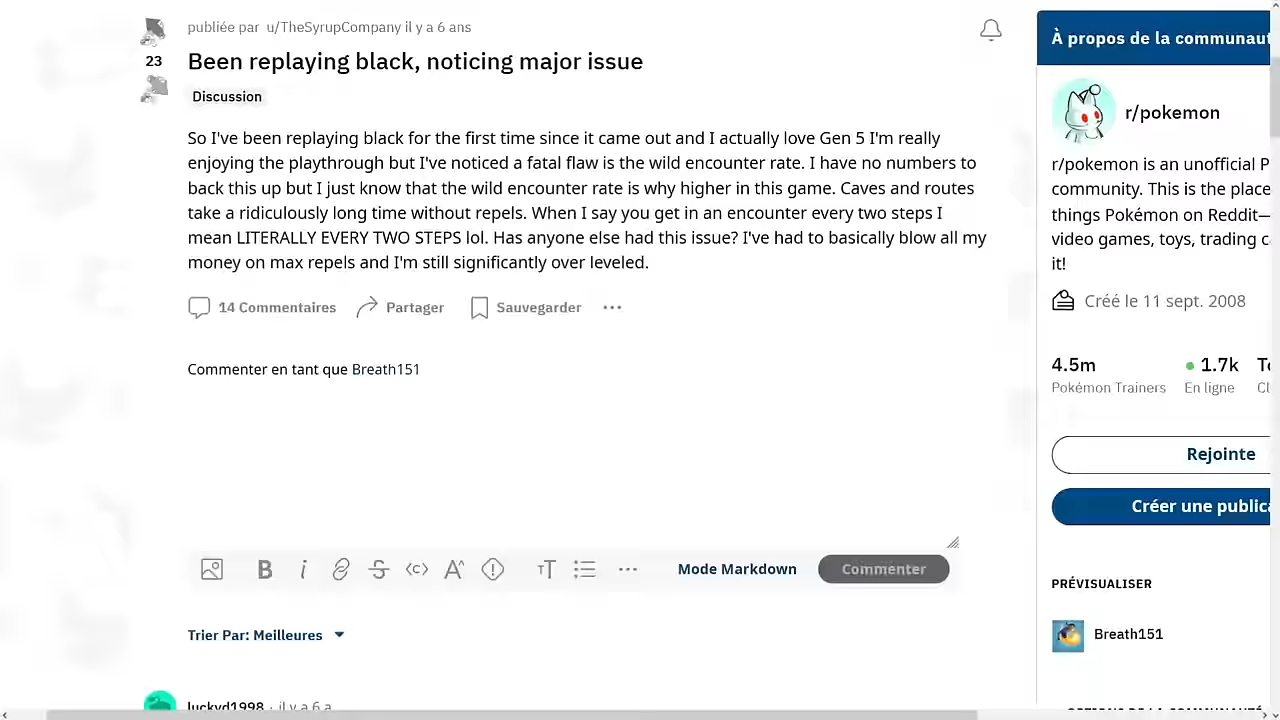 publiée par u/TheSyrupCompany il y a 6 ans
23
Been replaying black, noticing major issue
Discussion
So I've been replaying black for the first time since it came out and I actually love Gen 5 I'm really
enjoying the playthrough but I've noticed a fatal flaw is the wild encounter rate. I have no numbers to
back this up but I just know that the wild encounter rate is why higher in this game. Caves and routes
take a ridiculously long time without repels. When I say you get in an encounter every two steps I
mean LITERALLY EVERY TWO STEPS lol. Has anyone else had this issue? I've had to basically blow all my
money on max repels and I'm still significantly over leveled.
14 Commentaires Partager Sauvegarder ...
Commenter en tant que Breath151
B i S <c> A^ T ... Mode Markdown Commenter
Trier Par: Meilleures
luckyd1998 · il y a 6 a
À propos de la communaut
r/pokemon
r/pokemon is an unofficial P
community. This is the place
things Pokémon on Reddit—
video games, toys, trading c
it!
Créé le 11 sept. 2008
4.5m 1.7k
Pokémon Trainers En ligne
Rejointe
Créer une publica
PRÉVISUALISER
Breath151